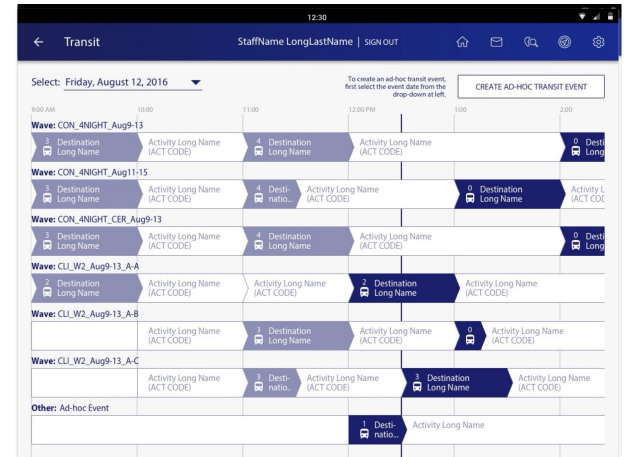 12:30
Transit
StaffName LongLastName | SIGN OUT
Select: Friday, August 12, 2016
To create an ad-hoc transit event,
first select the event date from the
drop-down at left.
CREATE AD-HOC TRANSIT EVENT
9:00 AM 10:00 11:00 12:00 PM 1:00 2:00
Wave: CON_4NIGHT_Aug9-13
3 Destination Activity Long Name 4 Destination Activity Long Name 0 Desti
Long Name (ACT CODE) Long Name (ACT CODE) Long
Wave: CON_4NIGHT_Aug11-15
3 Destination Activity Long Name 4 Desti- Activity Long Name 0 Destination Activity L
Long Name (ACT CODE) natio... (ACT CODE) Long Name (ACT COD
Wave: CON_4NIGHT_CER_Aug9-13
3 Destination Activity Long Name 4 Destination Activity Long Name 0 Desti
Long Name (ACT CODE) Long Name (ACT CODE) Long
Wave: CLI_W2_Aug9-13_A-A
2 Destination Activity Long Name Activity Long Name 2 Destination Activity Long Name
Long Name (ACT CODE) (ACT CODE) Long Name (ACT CODE)
Wave: CLI_W2_Aug9-13_A-B
Activity Long Name 3 Destination Activity Long Name 0 Activity Long Name
(ACT CODE) Long Name (ACT CODE) (ACT CODE)
Wave: CLI_W2_Aug9-13_A-C
Activity Long Name 3 Desti- Activity Long Name 3 Destination Activity Long Name
(ACT CODE) natio.. (ACT CODE) Long Name (ACT CODE)
Other: Ad-hoc Event
1 Desti- Activity Long Name
natio...